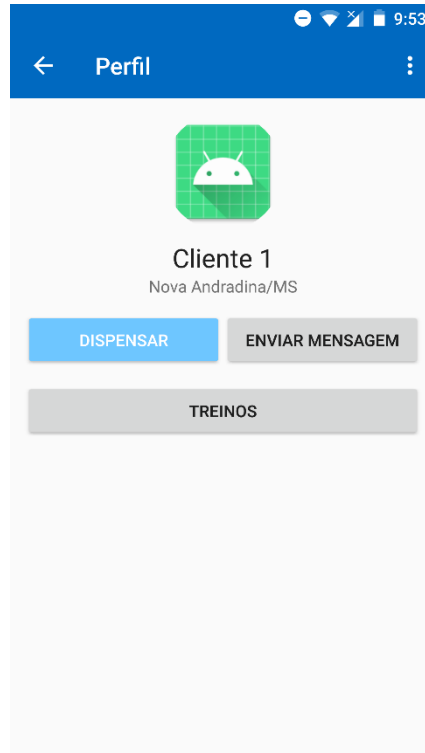 9:53
Perfil
Cliente 1
Nova Andradina/MS
DISPENSAR ENVIAR MENSAGEM
TREINOS